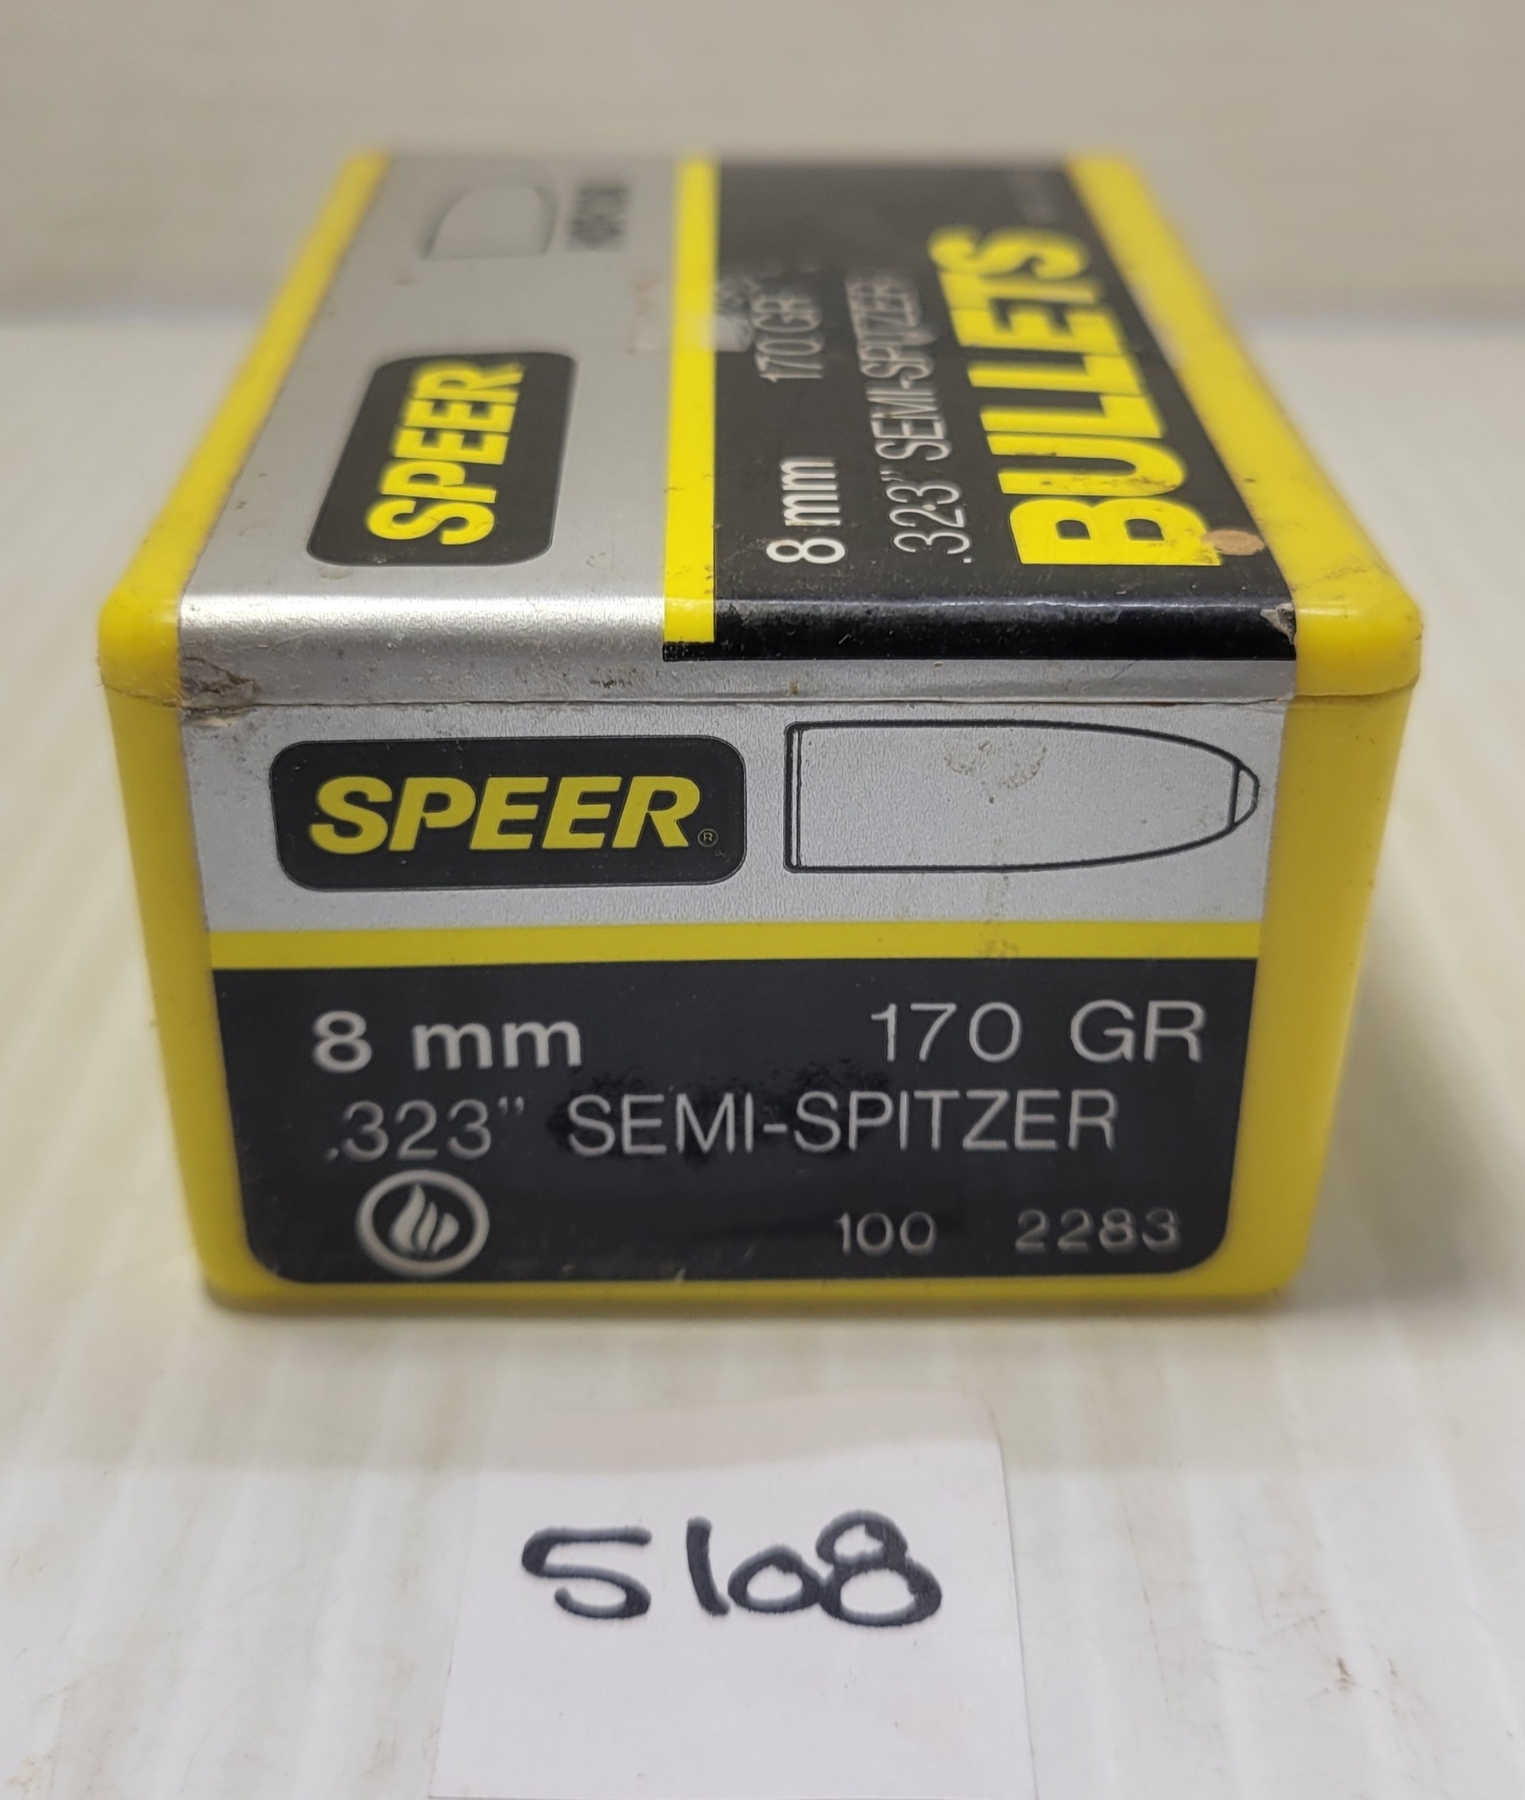 SPEER
8 mm 170 GR
.323” SEMI-SPITZER
BULLETS
SPEER®
8 mm 170 GR
.323” SEMI-SPITZER
100 2283
5108